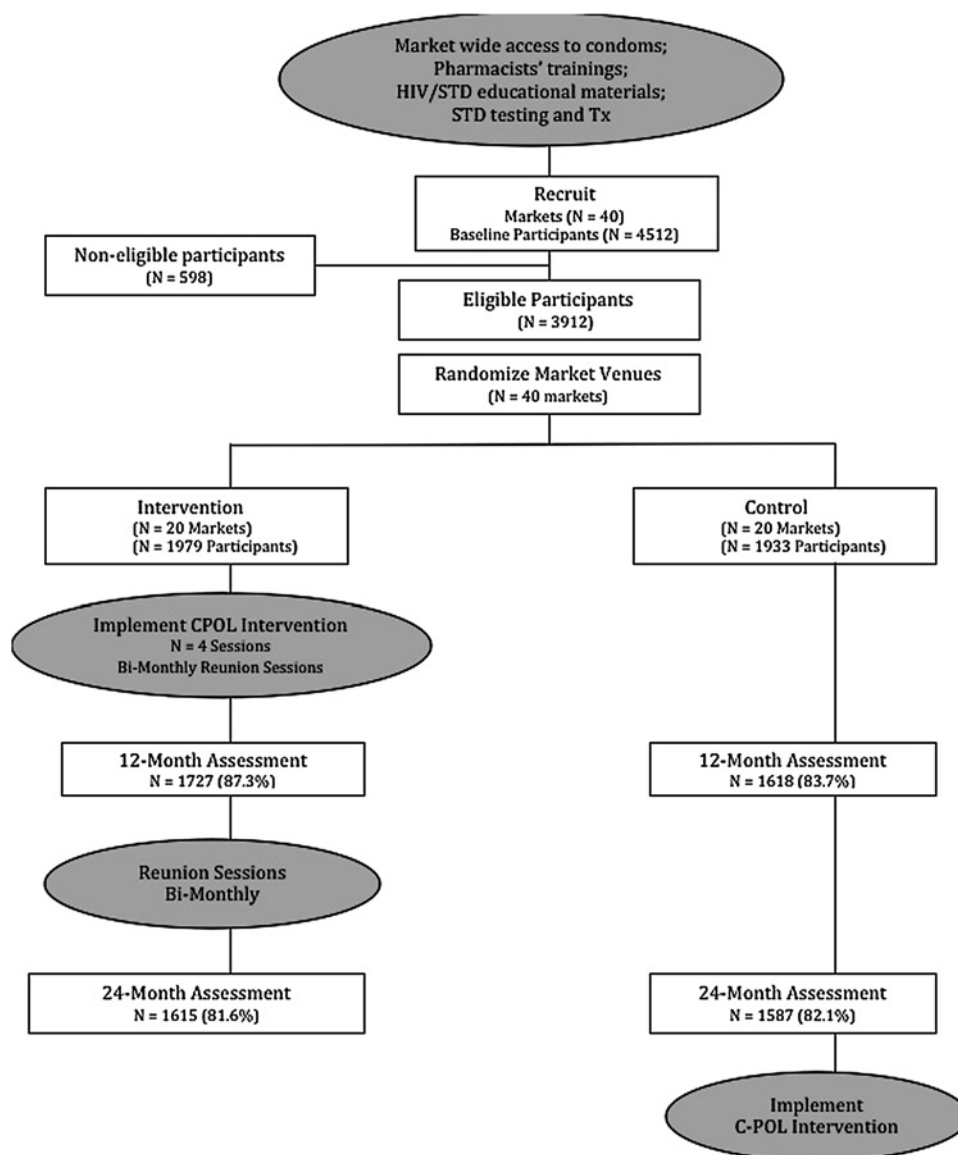 Market wide access to condoms;
Pharmacists' trainings;
HIV/STD educational materials;
STD testing and Tx
Recruit
Markets (N = 40)
Baseline Participants (N = 4512)
Non-eligible participants
(N = 598)
Eligible Participants
(N = 3912)
Randomize Market Venues
(N = 40 markets)
Intervention
(N = 20 Markets)
(N = 1979 Participants)
Control
(N = 20 Markets)
(N = 1933 Participants)
Implement CPOL Intervention
N = 4 Sessions
Bi-Monthly Reunion Sessions
12-Month Assessment
N = 1727 (87.3%)
12-Month Assessment
N = 1618 (83.7%)
Reunion Sessions
Bi-Monthly
24-Month Assessment
N = 1615 (81.6%)
24-Month Assessment
N = 1587 (82.1%)
Implement
C-POL Intervention